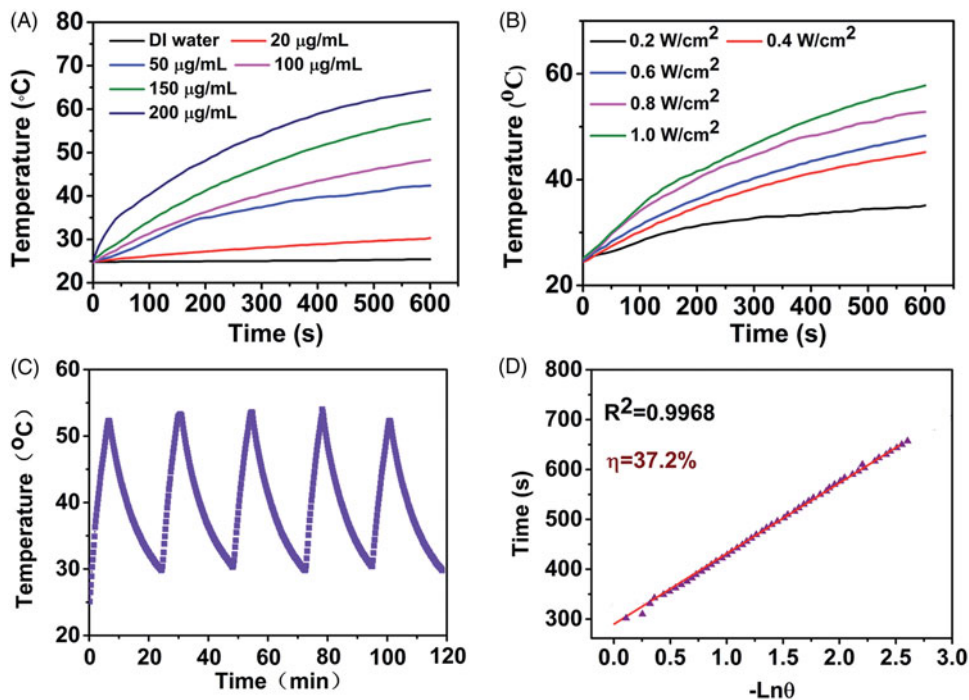 (A)
80
70
60
50
40
30
20
Temperature (◦C)
DI water 20 μg/mL
50 μg/mL 100 μg/mL
150 μg/mL
200 μg/mL
0 100 200 300 400 500 600
Time (s)
(B)
60
40
20
Temperature (⁰C)
0.2 W/cm² 0.4 W/cm²
0.6 W/cm²
0.8 W/cm²
1.0 W/cm²
0 100 200 300 400 500 600
Time (s)
(C)
60
50
40
30
20
Temperature (⁰C)
0 20 40 60 80 100 120
Time (min)
(D)
800
700
600
500
400
300
Time (s)
R²=0.9968
η=37.2%
0.0 0.5 1.0 1.5 2.0 2.5 3.0
-Lnθ